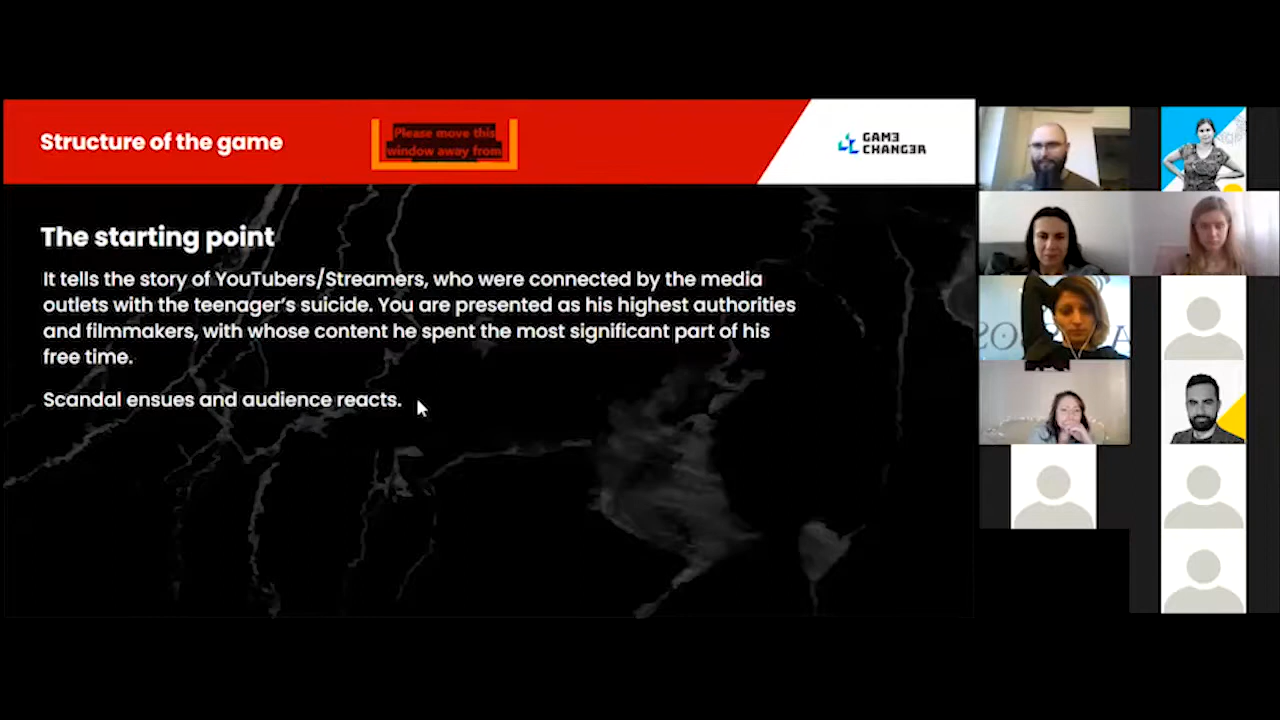 Structure of the game
Please move this
window away from
GAM3
CHANG3R
The starting point
It tells the story of YouTubers/Streamers, who were connected by the media
outlets with the teenager's suicide. You are presented as his highest authorities
and filmmakers, with whose content he spent the most significant part of his
free time.
Scandal ensues and audience reacts.